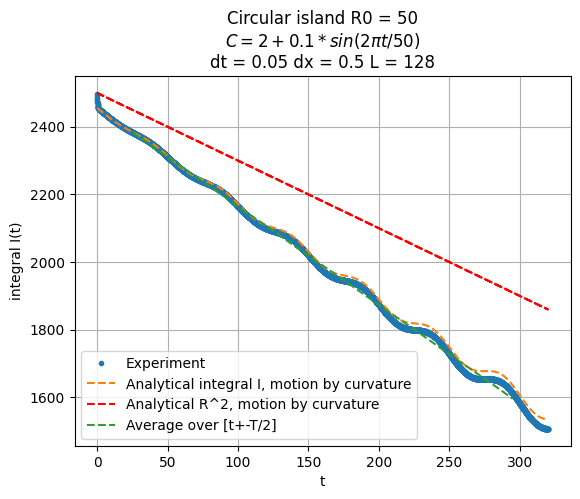 Circular island R0 = 50
C = 2 + 0.1 * sin(2πt/50)
dt = 0.05 dx = 0.5 L = 128
integral I(t)
2400
2200
2000
1800
1600
Experiment
Analytical integral I, motion by curvature
Analytical R^2, motion by curvature
Average over [t+-T/2]
0 50 100 150 200 250 300
t